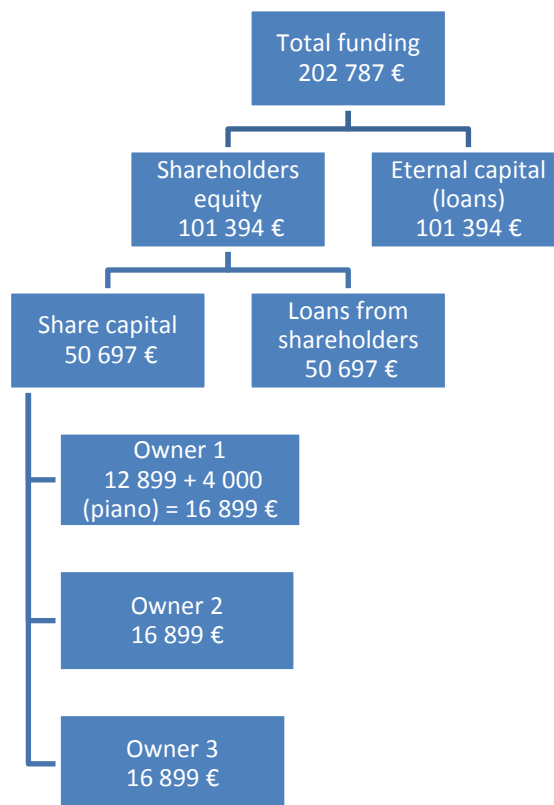 Total funding
202 787 €
Shareholders
equity
101 394 €
Eternal capital
(loans)
101 394 €
Share capital
50 697 €
Loans from
shareholders
50 697 €
Owner 1
12 899 + 4 000
(piano) = 16 899 €
Owner 2
16 899 €
Owner 3
16 899 €